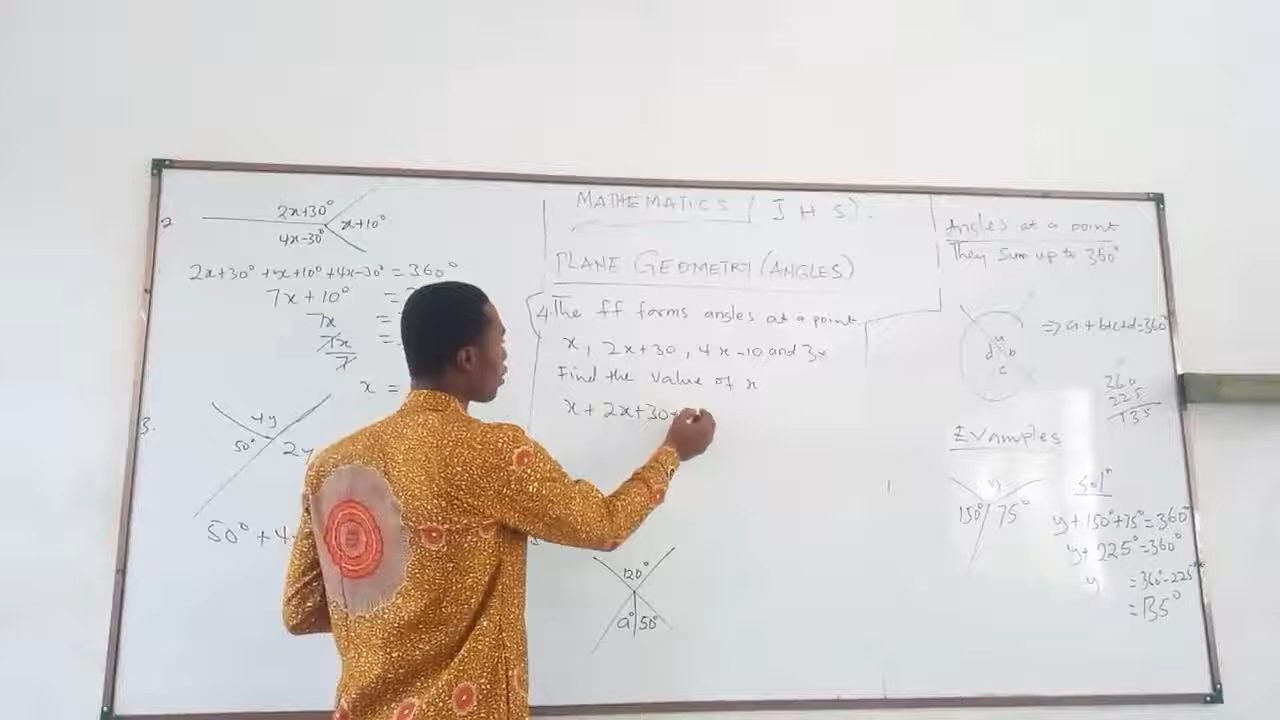 MATHEMATICS ( J H S).
PLANE GEOMETRY (ANGLES)
2
2x+30°
x+10°
4x-30°
2x+30° +x+10° +4x-30° = 360°
7x + 10° =
7x =
7x =
7
x =
3.
4y
50°
2y
50° + 4
4. The ff forms angles at a point
x, 2x+30, 4x-10 and 3x
Find the value of x
x + 2x+30+
120°
a° 50°
Angles at a point
They sum up to 360°
a
d b
c
=> a + b+c+d=360°
360
225
135
Examples
y
150° 75°
Solⁿ
y+150°+75°=360°
y+ 225°=360°
y =360°-225°
=135°